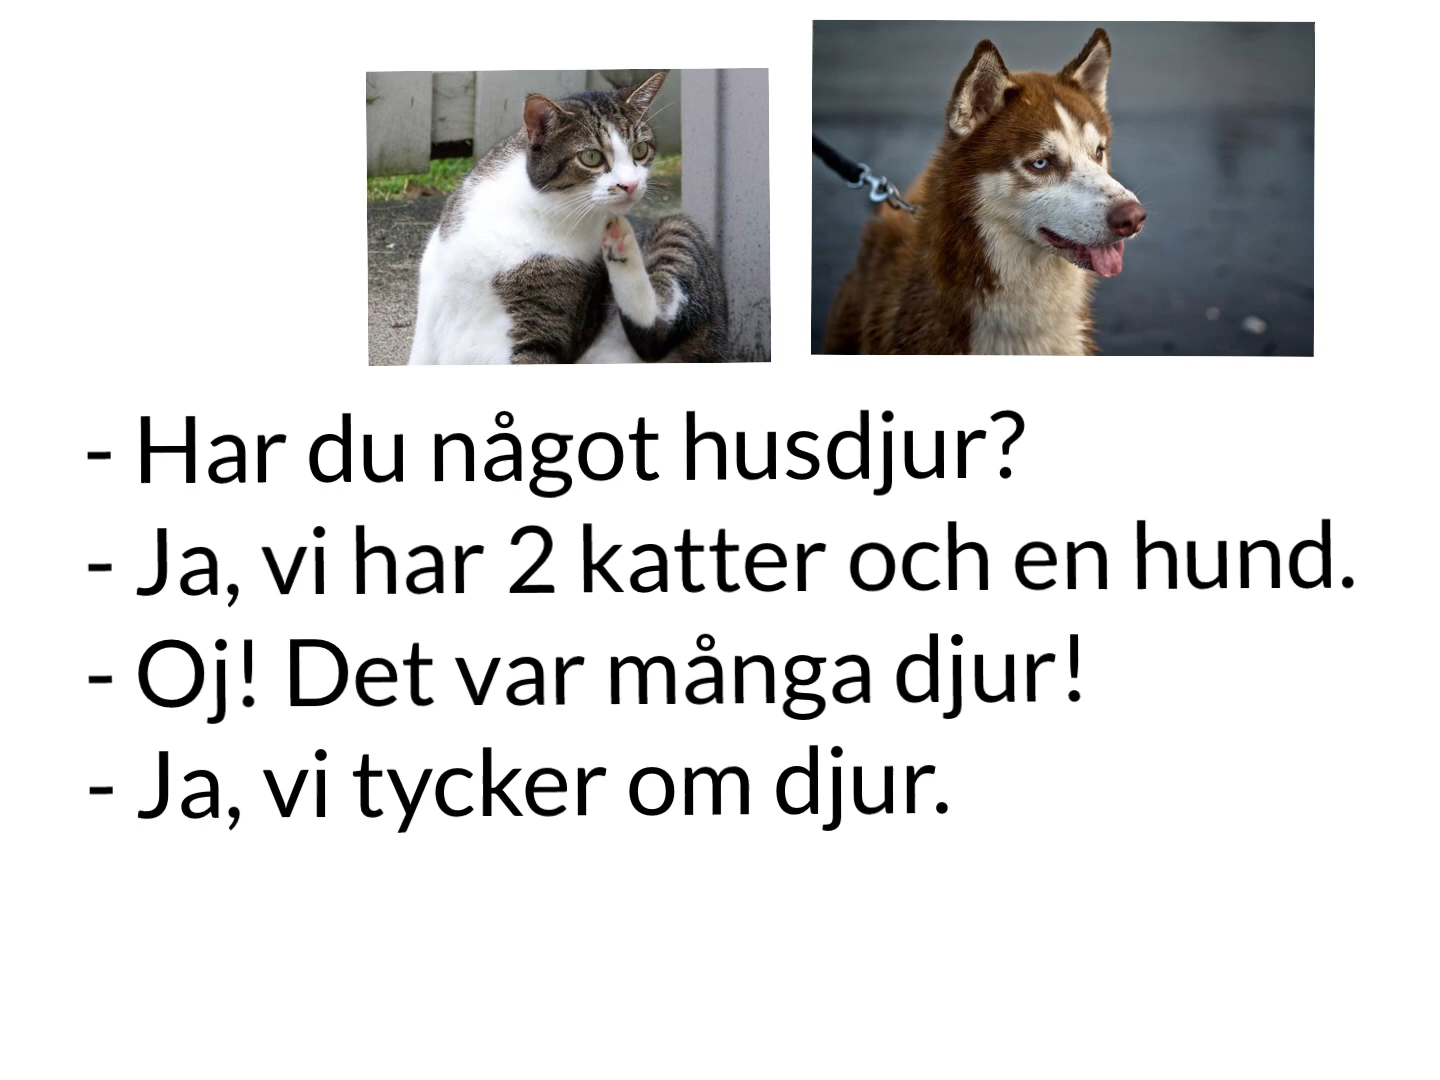 - Har du något husdjur?
- Ja, vi har 2 katter och en hund.
- Oj! Det var många djur!
- Ja, vi tycker om djur.